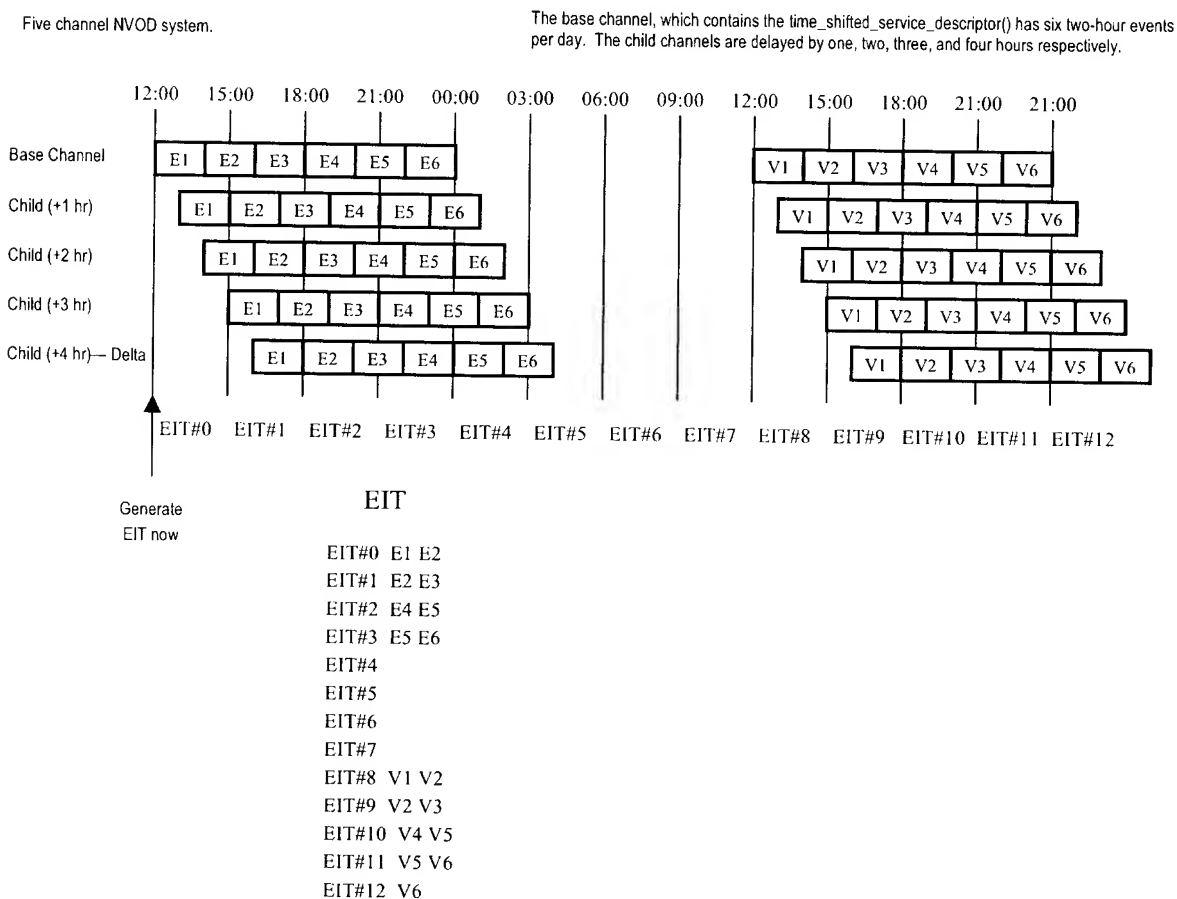 Five channel NVOD system.
The base channel, which contains the time_shifted_service_descriptor() has six two-hour events
per day. The child channels are delayed by one, two, three, and four hours respectively.
12:00 15:00 18:00 21:00 00:00 03:00 06:00 09:00 12:00 15:00 18:00 21:00 21:00
Base Channel E1 E2 E3 E4 E5 E6 V1 V2 V3 V4 V5 V6
Child (+1 hr) E1 E2 E3 E4 E5 E6 V1 V2 V3 V4 V5 V6
Child (+2 hr) E1 E2 E3 E4 E5 E6 V1 V2 V3 V4 V5 V6
Child (+3 hr) E1 E2 E3 E4 E5 E6 V1 V2 V3 V4 V5 V6
Child (+4 hr)— Delta E1 E2 E3 E4 E5 E6 V1 V2 V3 V4 V5 V6
EIT#0 EIT#1 EIT#2 EIT#3 EIT#4 EIT#5 EIT#6 EIT#7 EIT#8 EIT#9 EIT#10 EIT#11 EIT#12
Generate
EIT now
EIT
EIT#0 E1 E2
EIT#1 E2 E3
EIT#2 E4 E5
EIT#3 E5 E6
EIT#4
EIT#5
EIT#6
EIT#7
EIT#8 V1 V2
EIT#9 V2 V3
EIT#10 V4 V5
EIT#11 V5 V6
EIT#12 V6